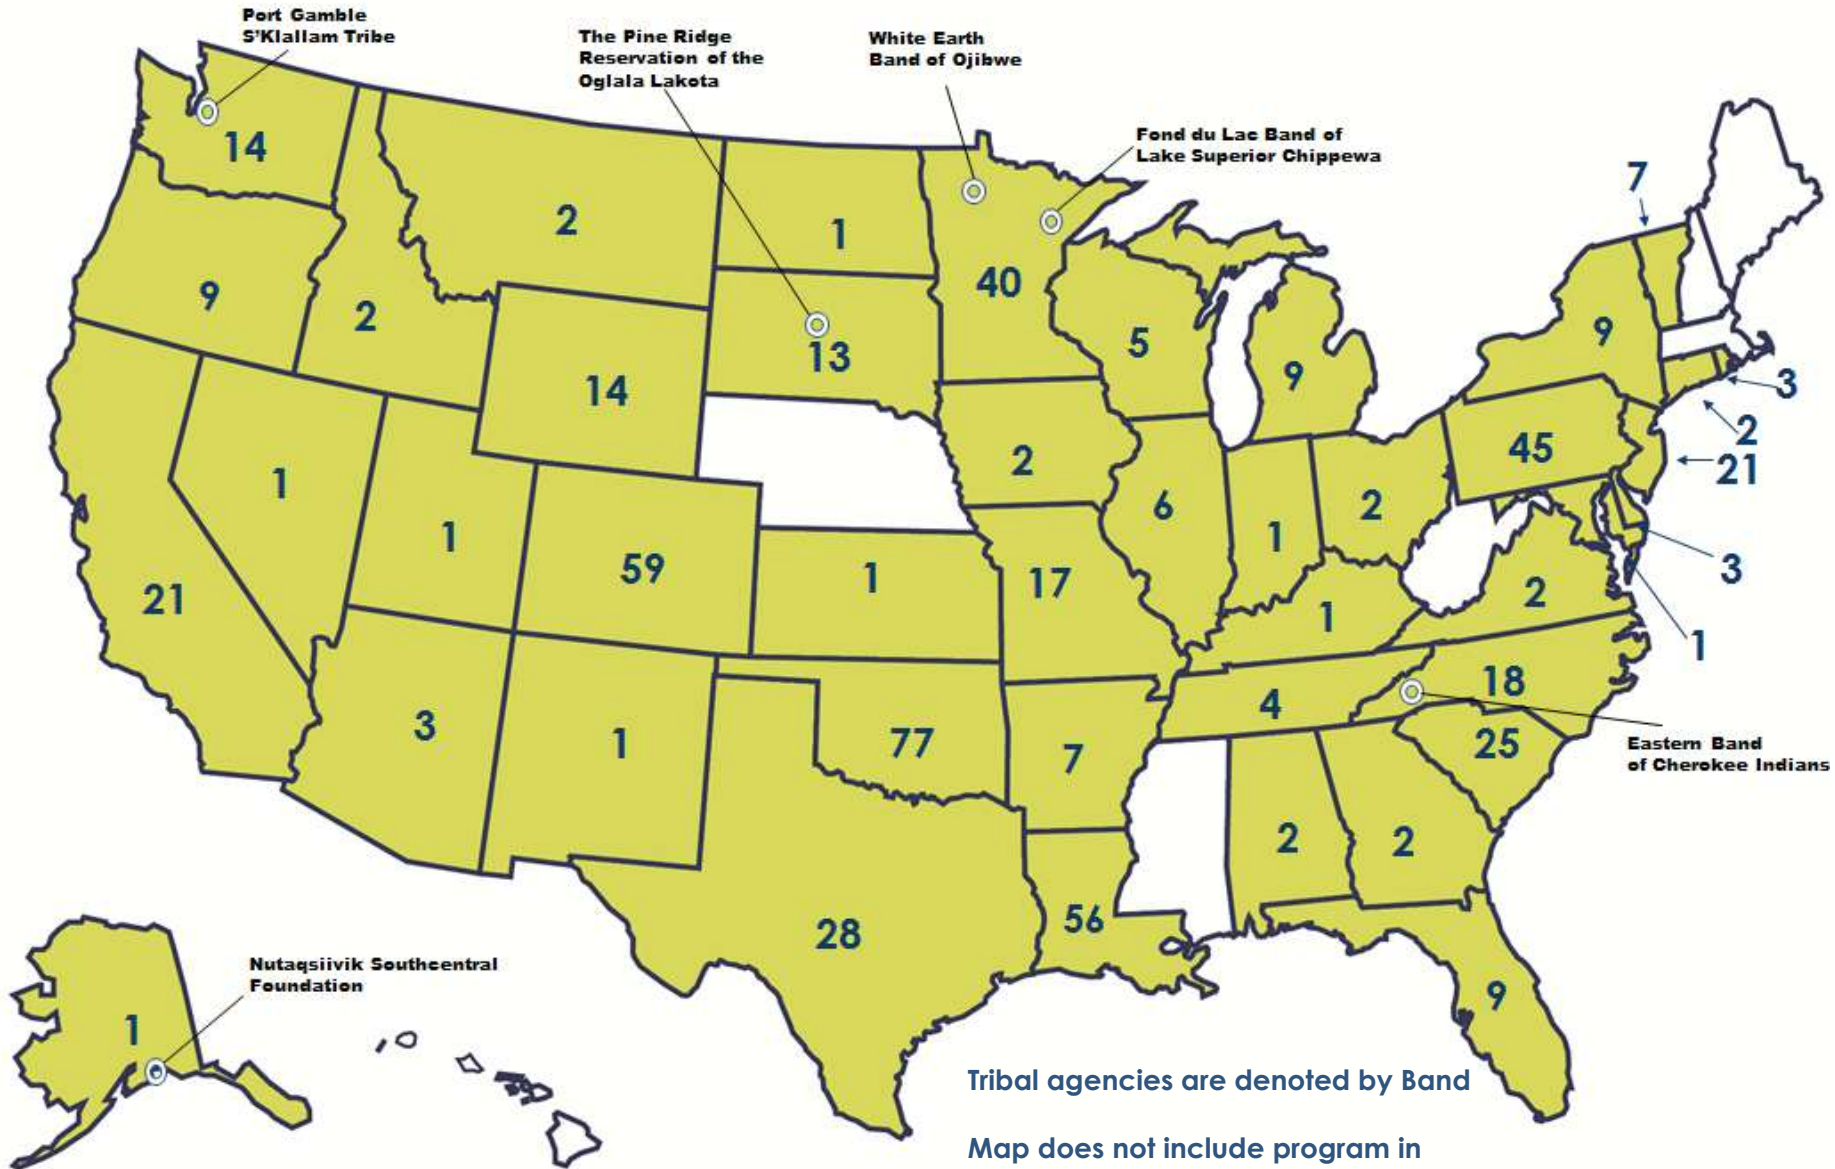 Port Gamble
S'Klallam Tribe
The Pine Ridge
Reservation of the
Oglala Lakota
White Earth
Band of Ojibwe
Fond du Lac Band of
Lake Superior Chippewa
14
2
1
7
9
2
40
13
5
9
9
14
3
2
45
21
1
2
6
1
2
1
59
1
17
3
21
2
1
1
3
1
77
7
4
18
25
Eastern Band
of Cherokee Indians
2
2
28
56
9
Nutaqsiivik Southcentral
Foundation
1
Tribal agencies are denoted by Band
Map does not include program in